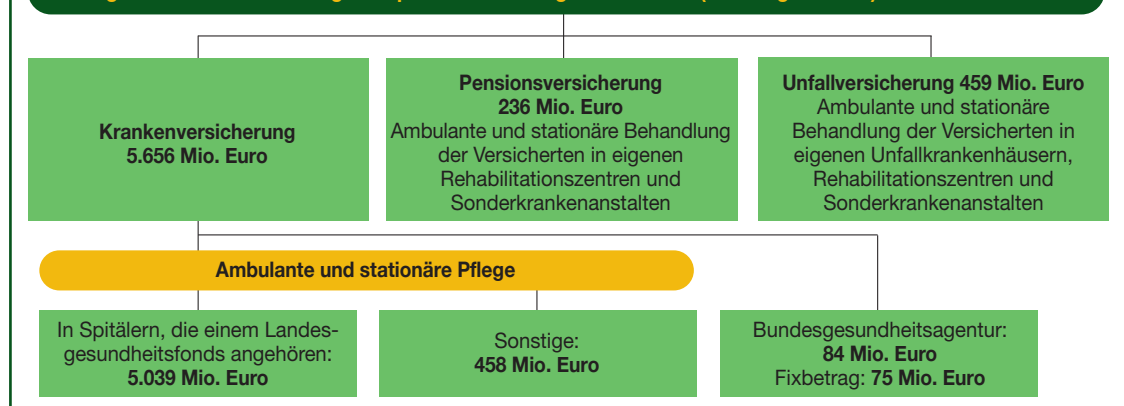 Krankenversicherung
5.656 Mio. Euro
Pensionsversicherung
236 Mio. Euro
Ambulante und stationäre Behandlung
der Versicherten in eigenen
Rehabilitationszentren und
Sonderkrankenanstalten
Unfallversicherung 459 Mio. Euro
Ambulante und stationäre
Behandlung der Versicherten in
eigenen Unfallkrankenhäusern,
Rehabilitationszentren und
Sonderkrankenanstalten
Ambulante und stationäre Pflege
In Spitälern, die einem Landes-
gesundheitsfonds angehören:
5.039 Mio. Euro
Sonstige:
458 Mio. Euro
Bundesgesundheitsagentur:
84 Mio. Euro
Fixbetrag: 75 Mio. Euro